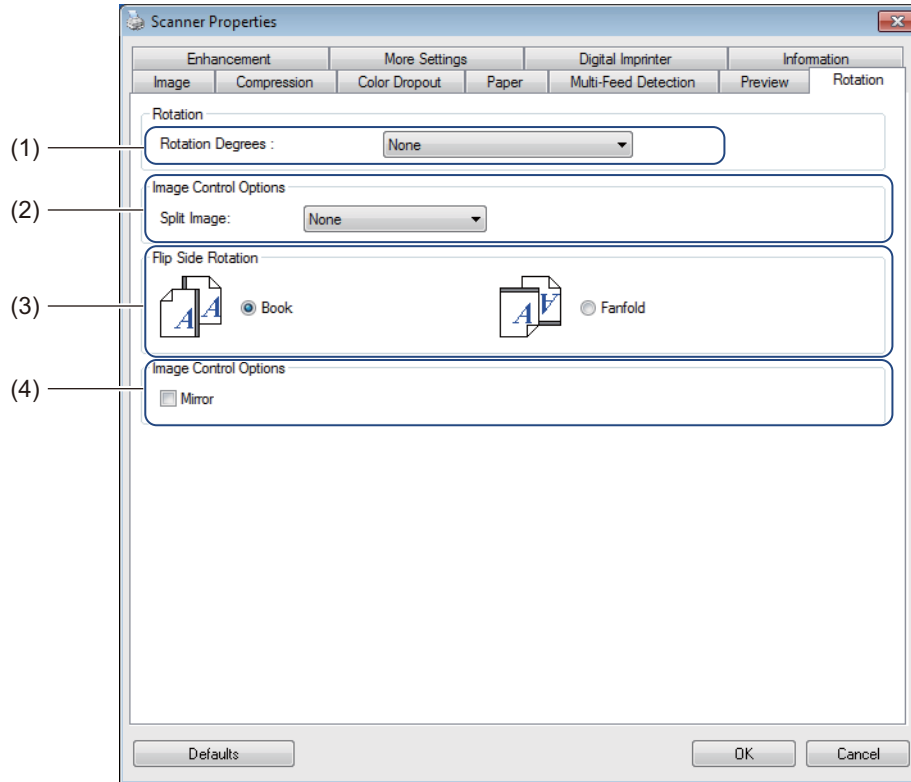 Scanner Properties
Enhancement More Settings Digital Imprinter Information
Image Compression Color Dropout Paper Multi-Feed Detection Preview Rotation
Rotation
(1) Rotation Degrees : None
Image Control Options
(2) Split Image: None
Flip Side Rotation
(3) A A Book A A Fanfold
Image Control Options
(4) Mirror
Defaults OK Cancel